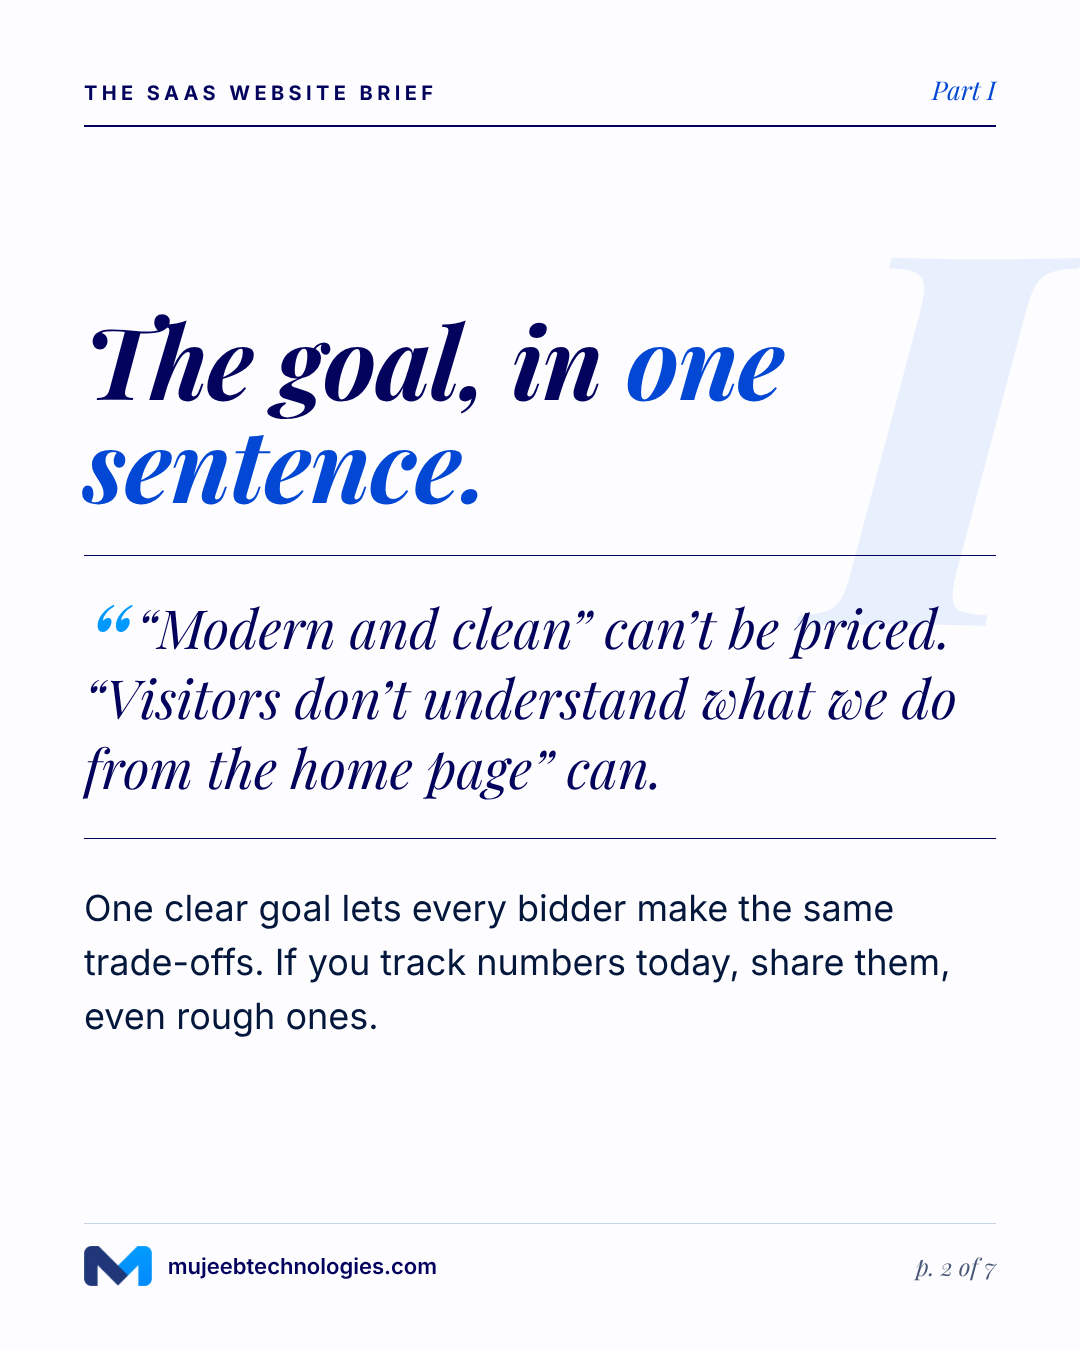 THE SAAS WEBSITE BRIEF
Part I
I
The goal, in one
sentence.
“ “Modern and clean” can’t be priced.
“Visitors don’t understand what we do
from the home page” can.
One clear goal lets every bidder make the same
trade-offs. If you track numbers today, share them,
even rough ones.
mujeebtechnologies.com
p. 2 of 7